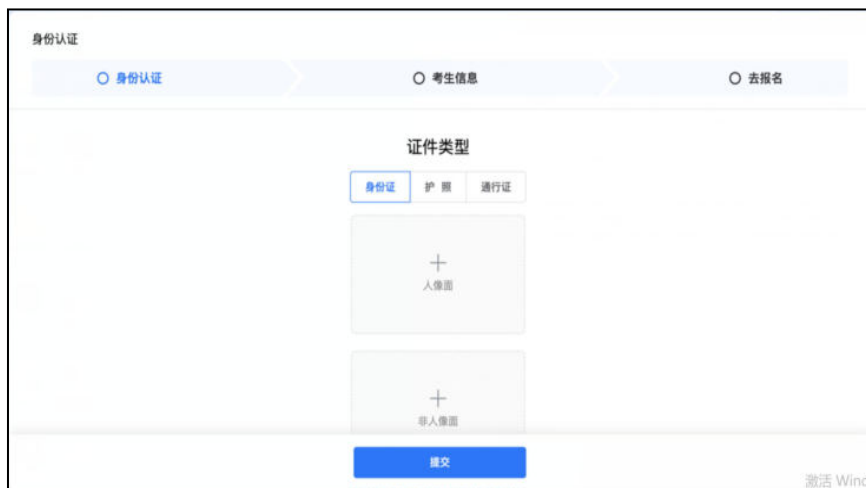 身份认证
身份认证 考生信息 去报名
证件类型
身份证 护 照 通行证
人像面
非人像面
提交
激活 Wind